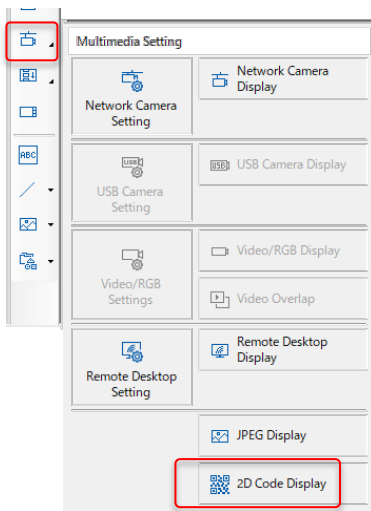 Multimedia Setting
Network Camera
Setting
Network Camera
Display
ABC
USB
USB Camera
Setting
USB
USB Camera Display
Video/RGB
Settings
Video/RGB Display
Video Overlap
Remote Desktop
Setting
Remote Desktop
Display
JPEG Display
2D Code Display